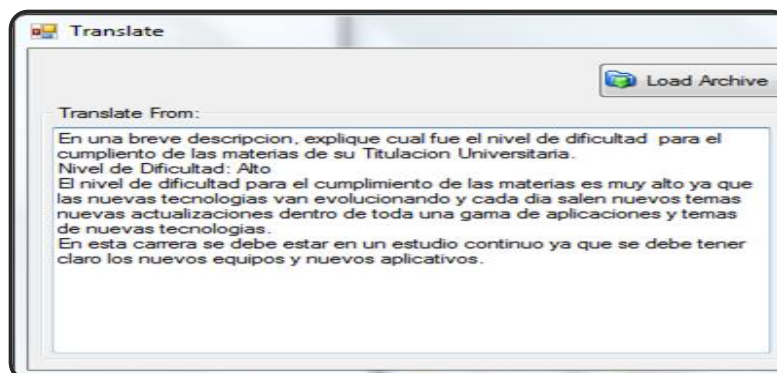 Translate
Load Archive
Translate From:
En una breve descripcion, explique cual fue el nivel de dificultad para el
cumpliento de las materias de su Titulacion Universitaria.
Nivel de Dificultad: Alto
El nivel de dificultad para el cumplimiento de las materias es muy alto ya que
las nuevas tecnologias van evolucionando y cada dia salen nuevos temas
nuevas actualizaciones dentro de toda una gama de aplicaciones y temas
de nuevas tecnologias.
En esta carrera se debe estar en un estudio continuo ya que se debe tener
claro los nuevos equipos y nuevos aplicativos.